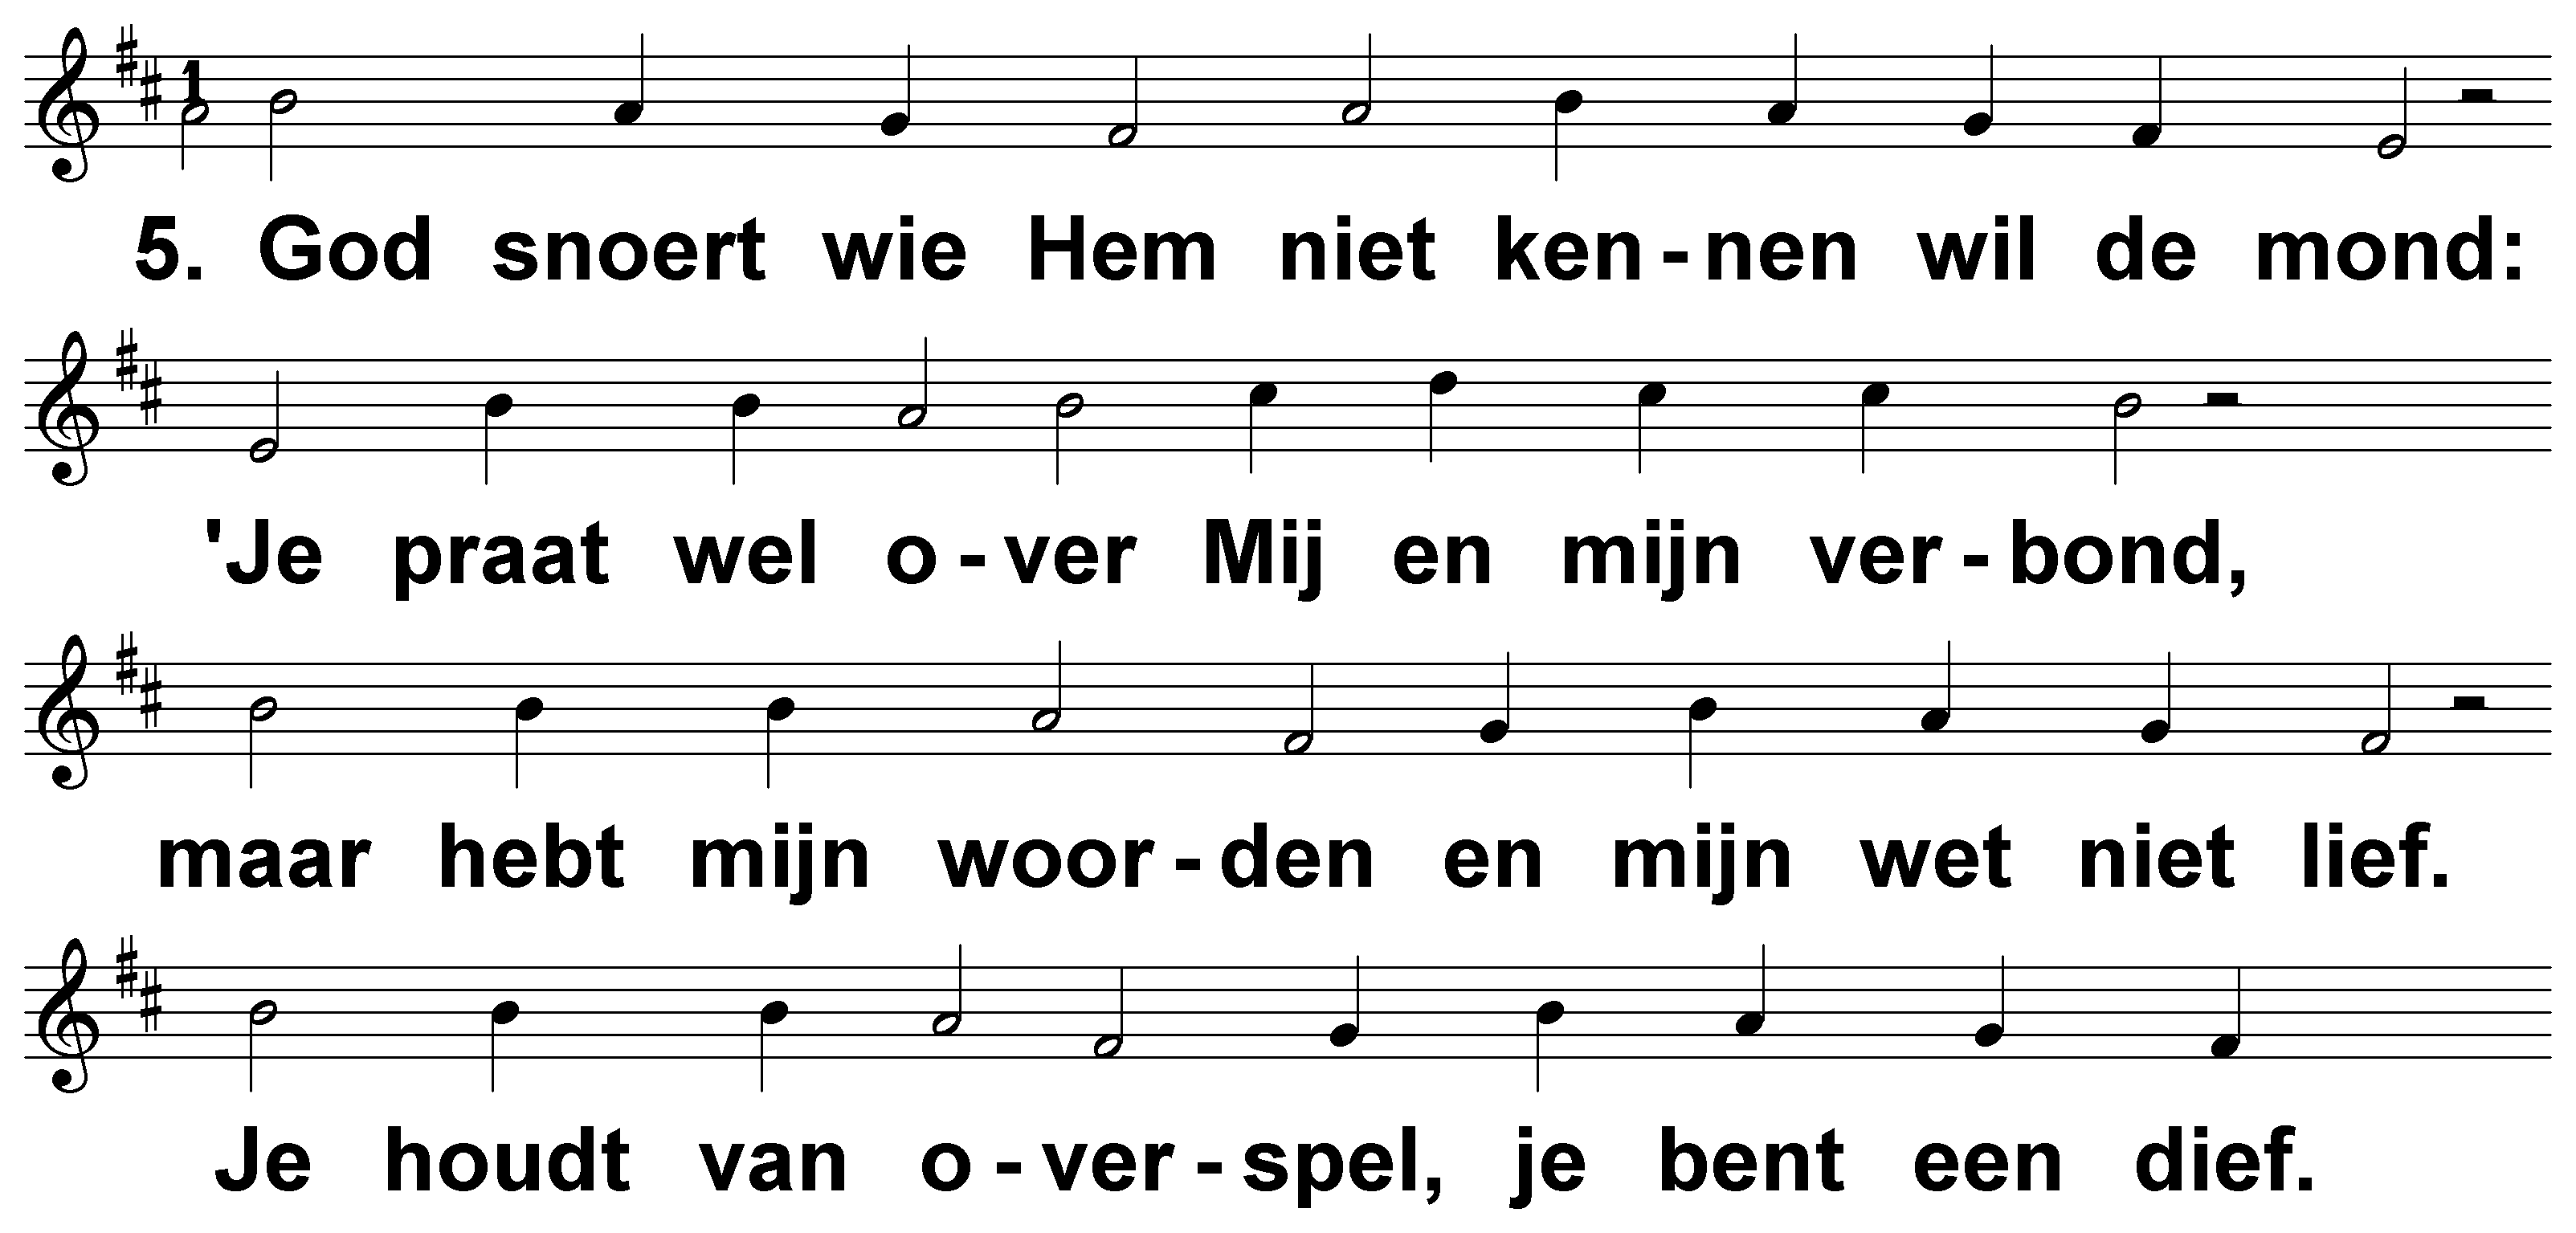 1
5. God snoert wie Hem niet ken - nen wil de mond:
'Je praat wel o - ver Mij en mijn ver - bond,
maar hebt mijn woor - den en mijn wet niet lief.
Je houdt van o - ver - spel, je bent een dief.